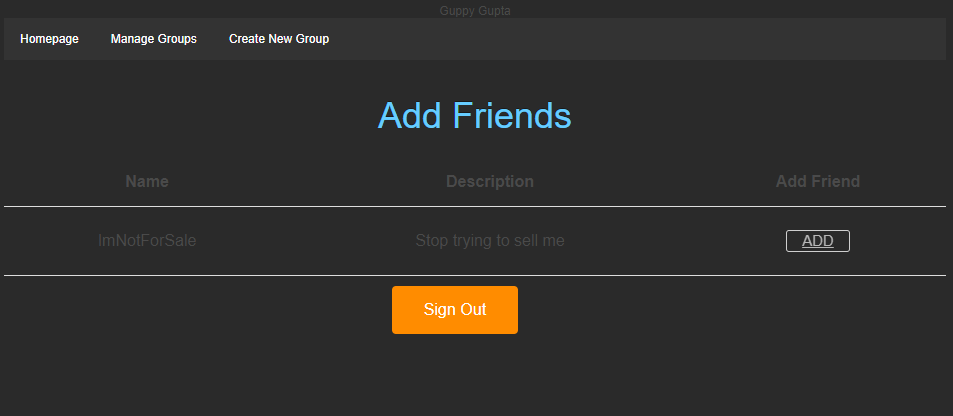 Guppy Gupta
Homepage Manage Groups Create New Group
Add Friends
Name Description Add Friend
ImNotForSale Stop trying to sell me ADD
Sign Out